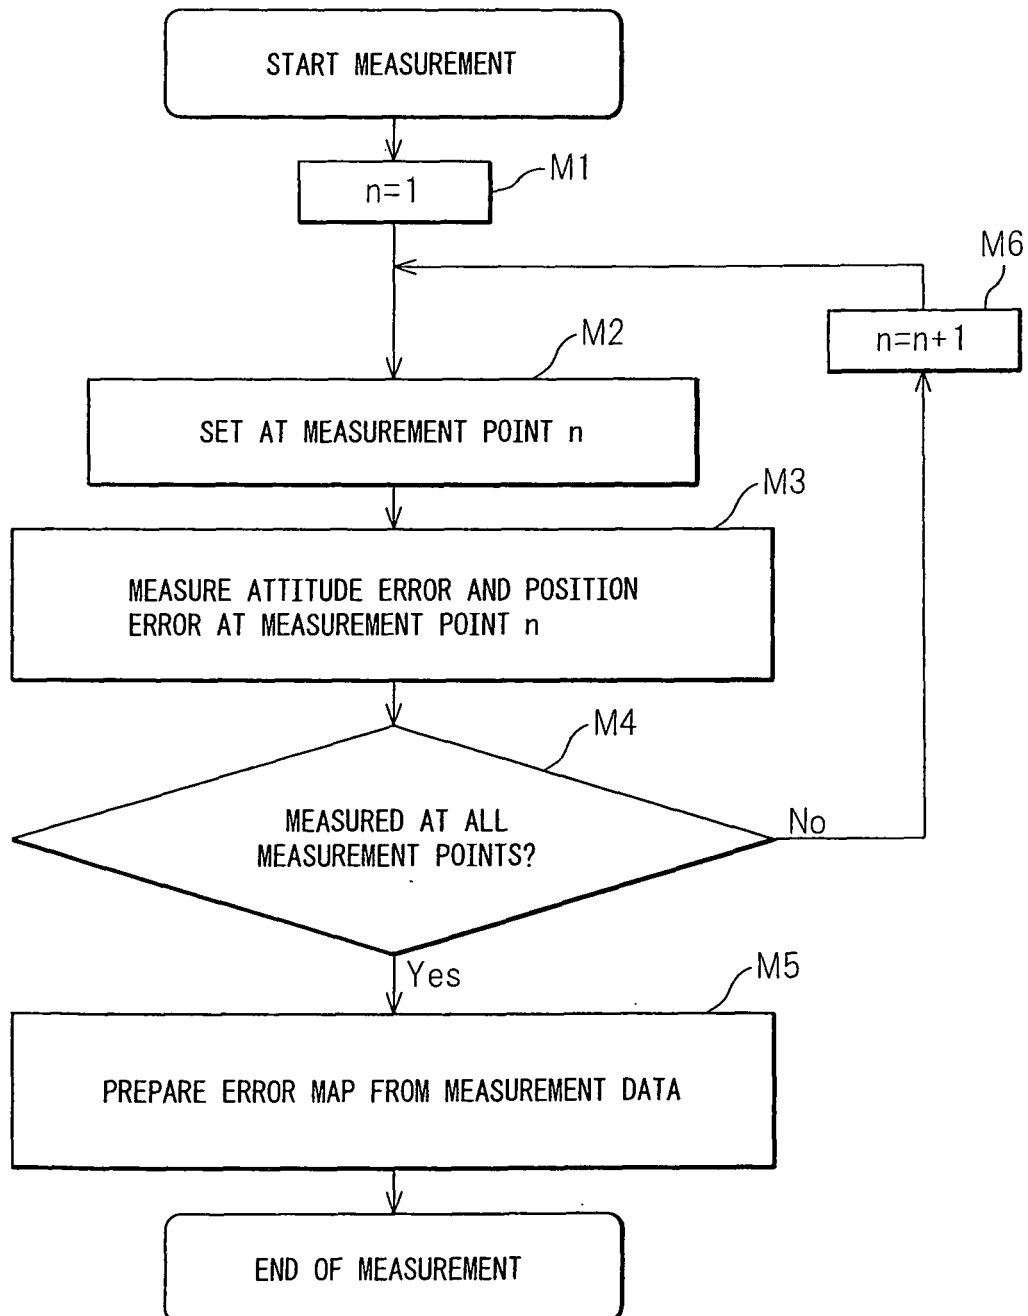 START MEASUREMENT
M1
n=1
M6
n=n+1
M2
SET AT MEASUREMENT POINT n
M3
MEASURE ATTITUDE ERROR AND POSITION
ERROR AT MEASUREMENT POINT n
M4
MEASURED AT ALL
MEASUREMENT POINTS?
No
Yes
M5
PREPARE ERROR MAP FROM MEASUREMENT DATA
END OF MEASUREMENT